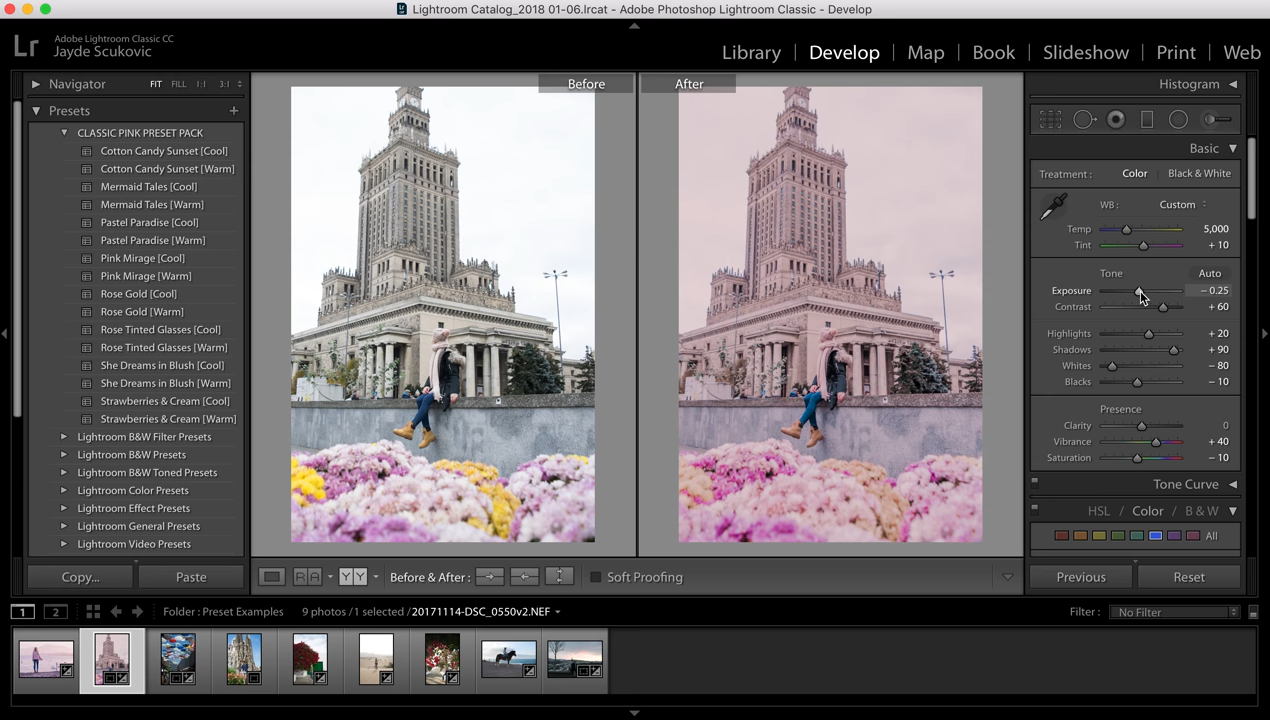 Lightroom Catalog_2018 01-06.lrcat - Adobe Photoshop Lightroom Classic - Develop
Lr
Adobe Lightroom Classic CC
Jayde Scukovic
Library | Develop | Map | Book | Slideshow | Print | Web
Navigator FIT FILL 1:1 3:1
Presets +
CLASSIC PINK PRESET PACK
Cotton Candy Sunset [Cool]
Cotton Candy Sunset [Warm]
Mermaid Tales [Cool]
Mermaid Tales [Warm]
Pastel Paradise [Cool]
Pastel Paradise [Warm]
Pink Mirage [Cool]
Pink Mirage [Warm]
Rose Gold [Cool]
Rose Gold [Warm]
Rose Tinted Glasses [Cool]
Rose Tinted Glasses [Warm]
She Dreams in Blush [Cool]
She Dreams in Blush [Warm]
Strawberries & Cream [Cool]
Strawberries & Cream [Warm]
Lightroom B&W Filter Presets
Lightroom B&W Presets
Lightroom B&W Toned Presets
Lightroom Color Presets
Lightroom Effect Presets
Lightroom General Presets
Lightroom Video Presets
Copy... Paste
Before After
Histogram
Basic
Treatment : Color | Black & White
WB : Custom
Temp 5,000
Tint + 10
Tone Auto
Exposure − 0.25
Contrast + 60
Highlights + 20
Shadows + 90
Whites − 80
Blacks − 10
Presence
Clarity 0
Vibrance + 40
Saturation − 10
Tone Curve
HSL / Color / B & W
All
Previous Reset
R A Y Y Before & After : Soft Proofing
1 2 Folder : Preset Examples 9 photos / 1 selected / 20171114-DSC_0550v2.NEF Filter : No Filter